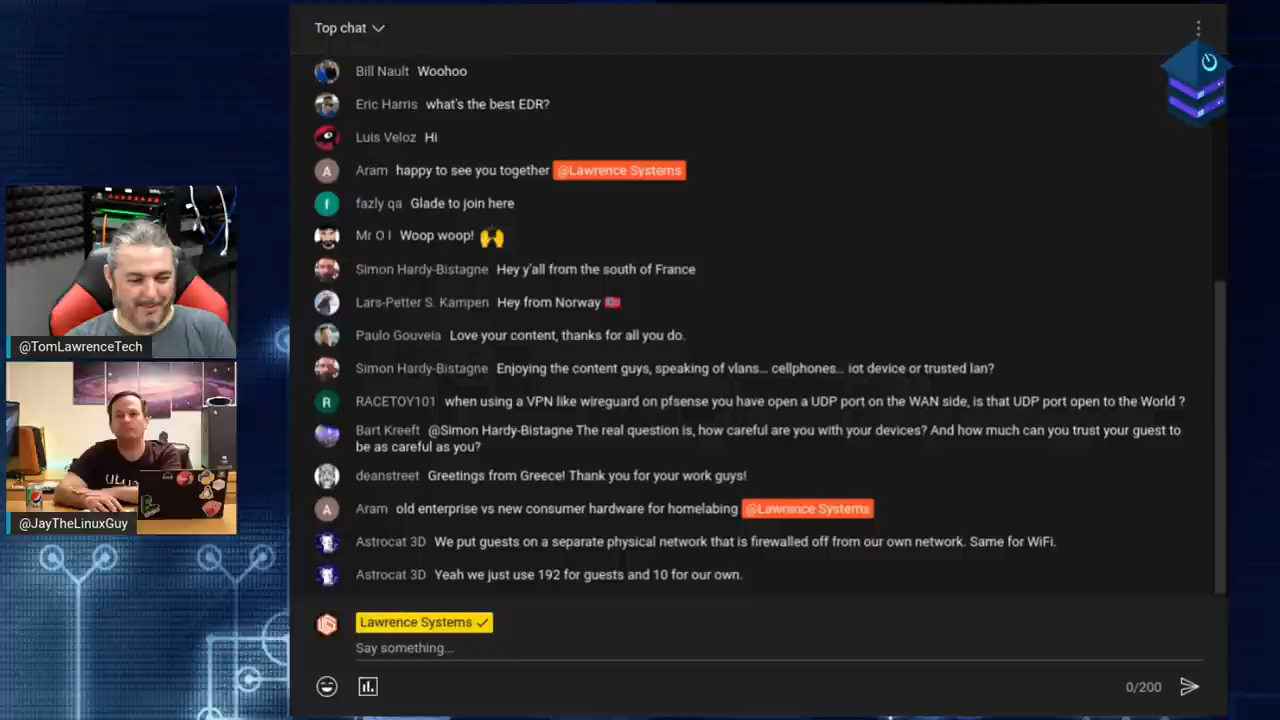 Top chat
Bill Nault Woohoo
Eric Harris what's the best EDR?
Luis Veloz Hi
A Aram happy to see you together @Lawrence Systems
f fazly qa Glade to join here
Mr O I Woop woop! 🙌
Simon Hardy-Bistagne Hey y'all from the south of France
Lars-Petter S. Kampen Hey from Norway 🇳🇴
Paulo Gouveia Love your content, thanks for all you do.
Simon Hardy-Bistagne Enjoying the content guys, speaking of vlans... cellphones... iot device or trusted lan?
R RACETOY101 when using a VPN like wireguard on pfsense you have open a UDP port on the WAN side, is that UDP port open to the World ?
Bart Kreeft @Simon Hardy-Bistagne The real question is, how careful are you with your devices? And how much can you trust your guest to
be as careful as you?
deanstreet Greetings from Greece! Thank you for your work guys!
A Aram old enterprise vs new consumer hardware for homelabing @Lawrence Systems
Astrocat 3D We put guests on a separate physical network that is firewalled off from our own network. Same for WiFi.
Astrocat 3D Yeah we just use 192 for guests and 10 for our own.
Lawrence Systems ✓
Say something...
0/200
@TomLawrenceTech
@JayTheLinuxGuy